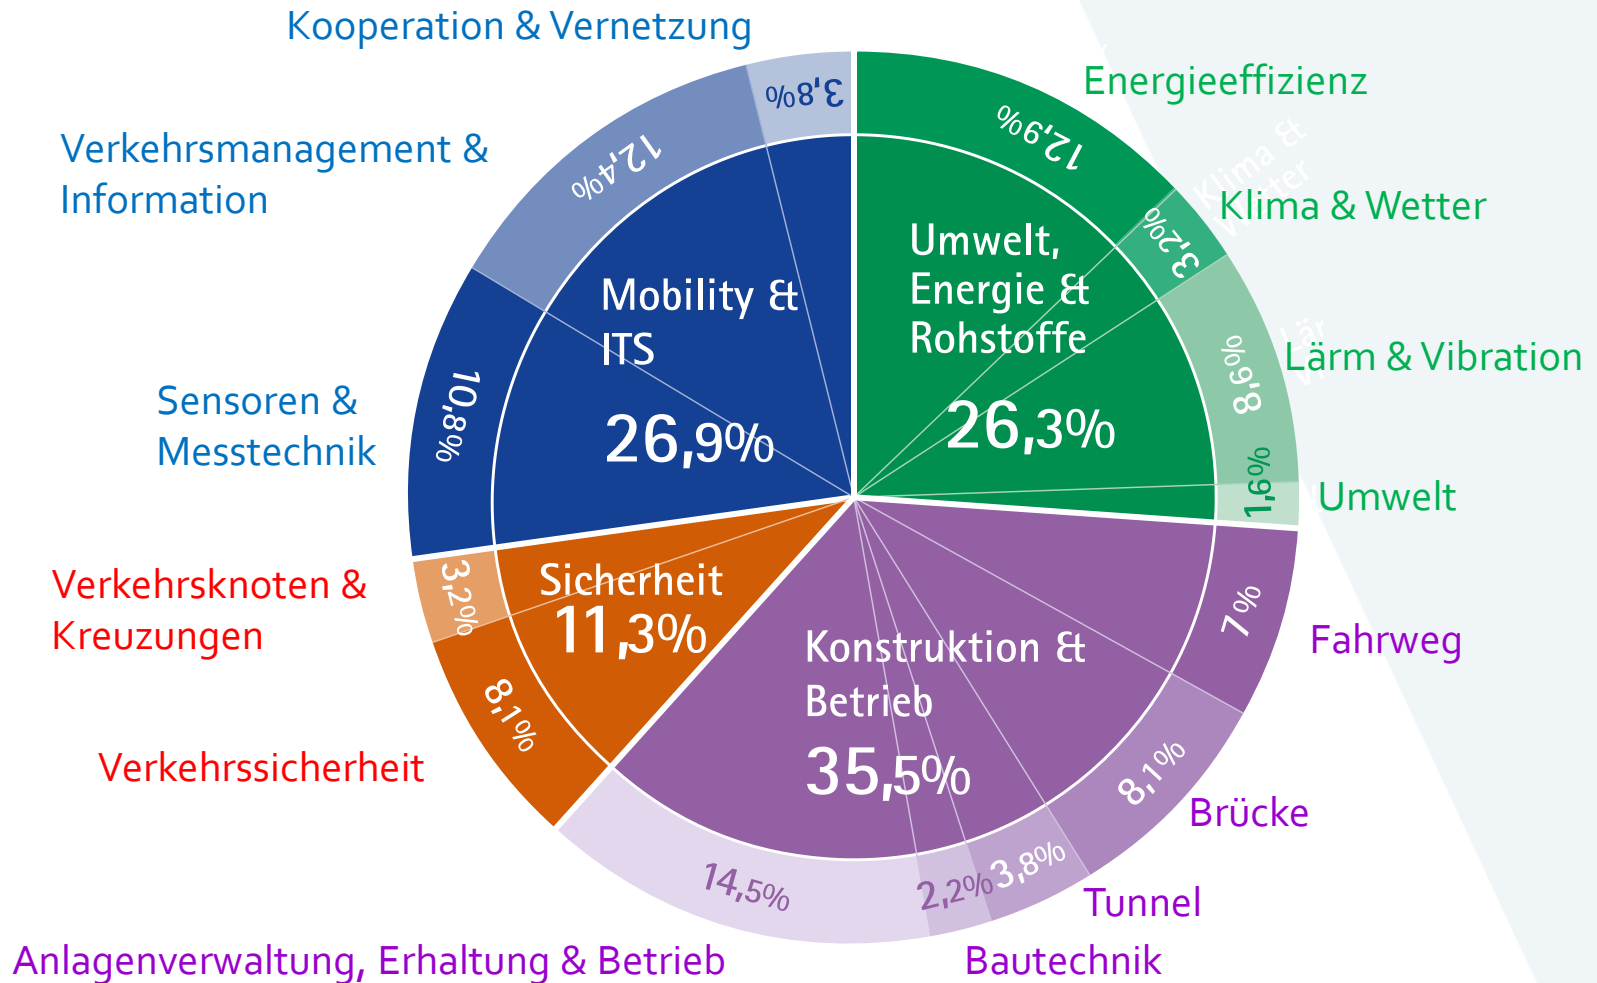 Kooperation & Vernetzung
3,8%
Energieeffizienz
12,9%
Verkehrsmanagement &
Information
12,4%
Klima &
Wetter
Klima & Wetter
3,2%
Umwelt,
Energie &
Rohstoffe
26,3%
Mobility &
ITS
26,9%
Lär
Lärm & Vibration
8,6%
Sensoren &
Messtechnik
10,8%
Umwelt
1,6%
Verkehrsknoten &
Kreuzungen
3,2%
Sicherheit
11,3%
7%
Fahrweg
Konstruktion &
Betrieb
35,5%
8,1%
Verkehrssicherheit
8,1%
Brücke
3,8%
Tunnel
2,2%
Bautechnik
14,5%
Anlagenverwaltung, Erhaltung & Betrieb